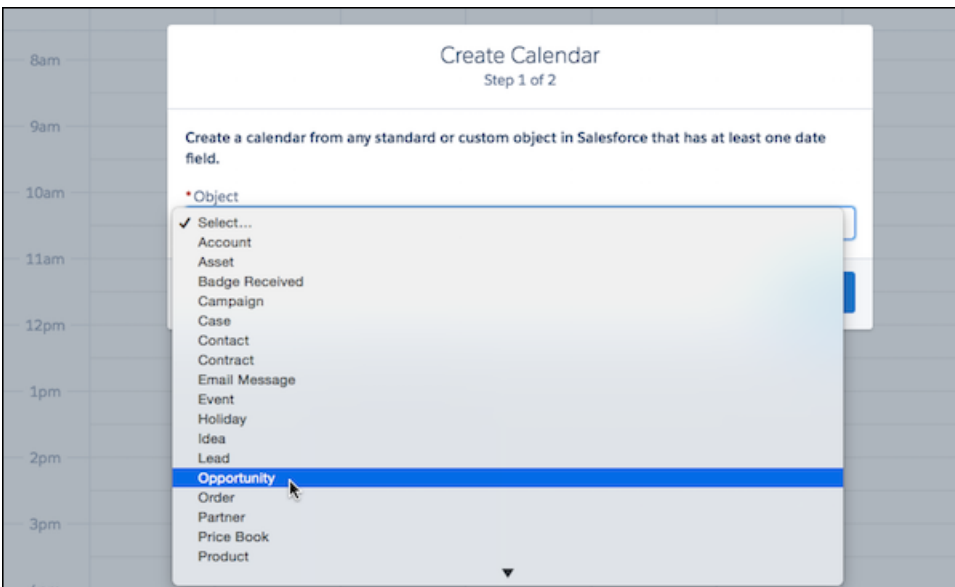 Create Calendar
Step 1 of 2
8am
9am
Create a calendar from any standard or custom object in Salesforce that has at least one date
field.
10am
*Object
✓ Select...
Account
Asset
11am
Badge Received
Campaign
Case
12pm
Contact
Contract
Email Message
1pm
Event
Holiday
Idea
2pm
Lead
Opportunity
Order
3pm
Partner
Price Book
Product